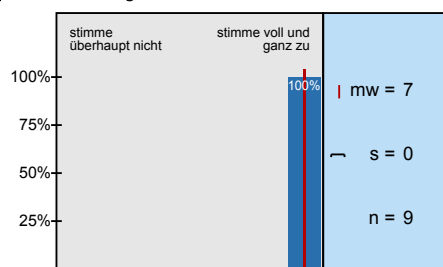 stimme
überhaupt nicht
stimme voll und
ganz zu
100%
100%
mw = 7
75%
s = 0
50%
n = 9
25%